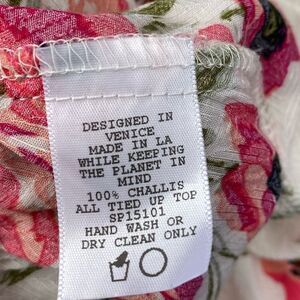 DESIGNED IN
VENICE
MADE IN LA
WHILE KEEPING
THE PLANET IN
MIND
100% CHALLIS
ALL TIED UP TOP
SP15101
HAND WASH OR
DRY CLEAN ONLY